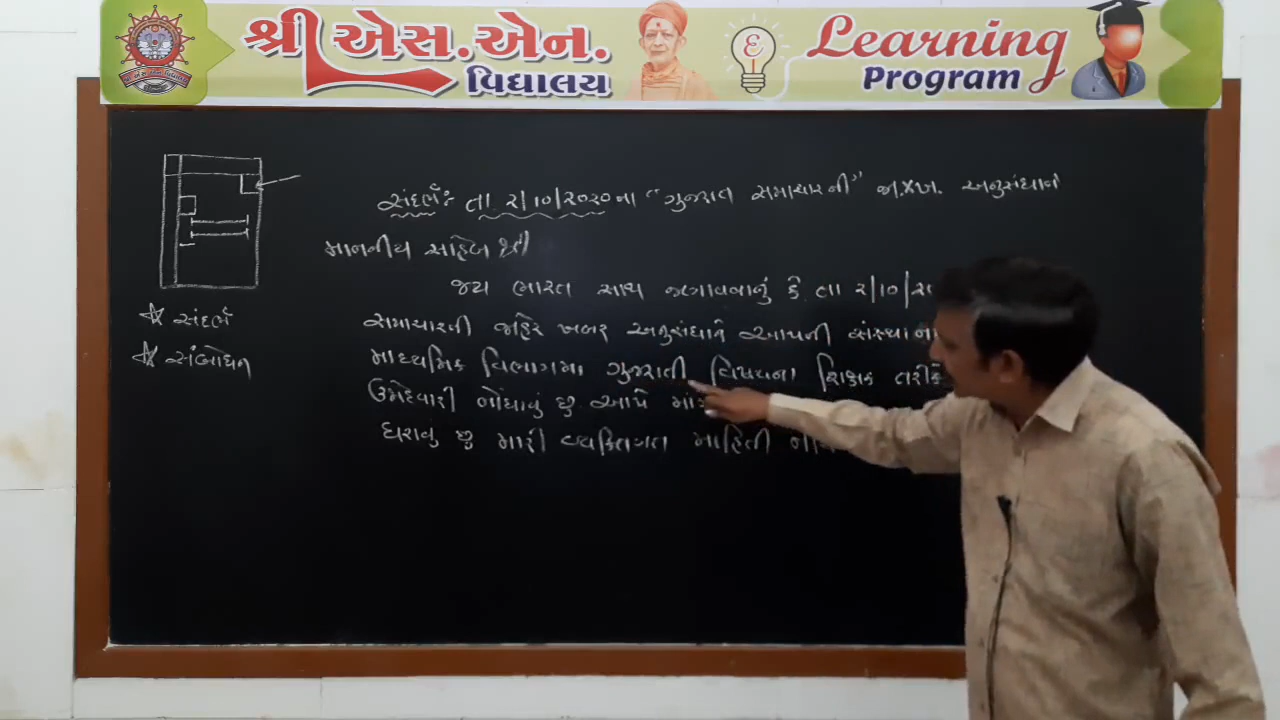 શ્રી એસ.એન.
વિદ્યાલય
Learning
Program
સંદર્ભઃ તા. ૨/૧૦/૨૦૨૦ના "ગુજરાત સમાચારની" જા.X.ખ. અનુસંધાને
માનનીય સાહેબ શ્રી
જય ભારત સાથ જણાવવાનું કે તા ૨/૧૦/૨૦
સમાચારની જાહેર ખબર અનુસંધાને આપની સંસ્થાના
માધ્યમિક વિભાગમા ગુજરાતી વિષયના શિક્ષક તરીકે
ઉમેદવારી નોંધાવું છુ. આપે
ધરાવુ છુ મારી વ્યક્તિગત માહિતી
☆ સંદર્ભ
☆ સંબોધન